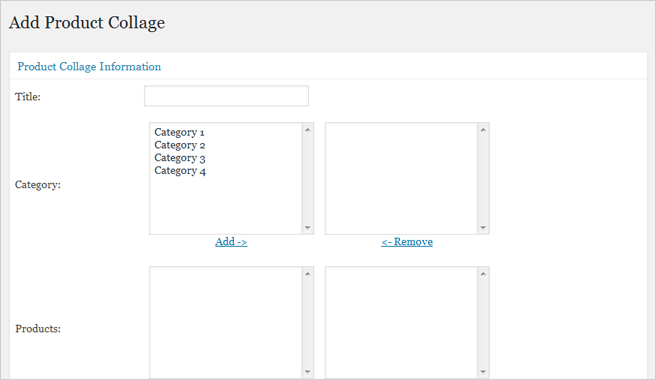 Add Product Collage
Product Collage Information
Title:
Category:
Category 1
Category 2
Category 3
Category 4
Add ->
<- Remove
Products: